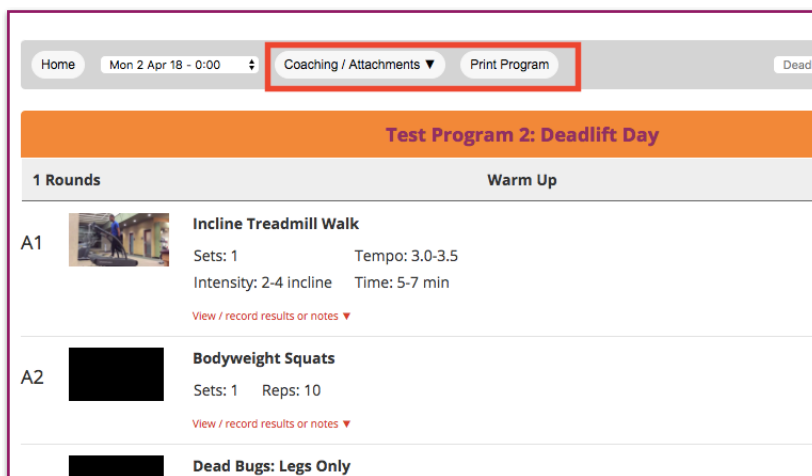 Home Mon 2 Apr 18 - 0:00 Coaching / Attachments ▼ Print Program Dead
Test Program 2: Deadlift Day
1 Rounds Warm Up
A1 Incline Treadmill Walk
Sets: 1 Tempo: 3.0-3.5
Intensity: 2-4 incline Time: 5-7 min
View / record results or notes ▼
A2 Bodyweight Squats
Sets: 1 Reps: 10
View / record results or notes ▼
Dead Bugs: Legs Only